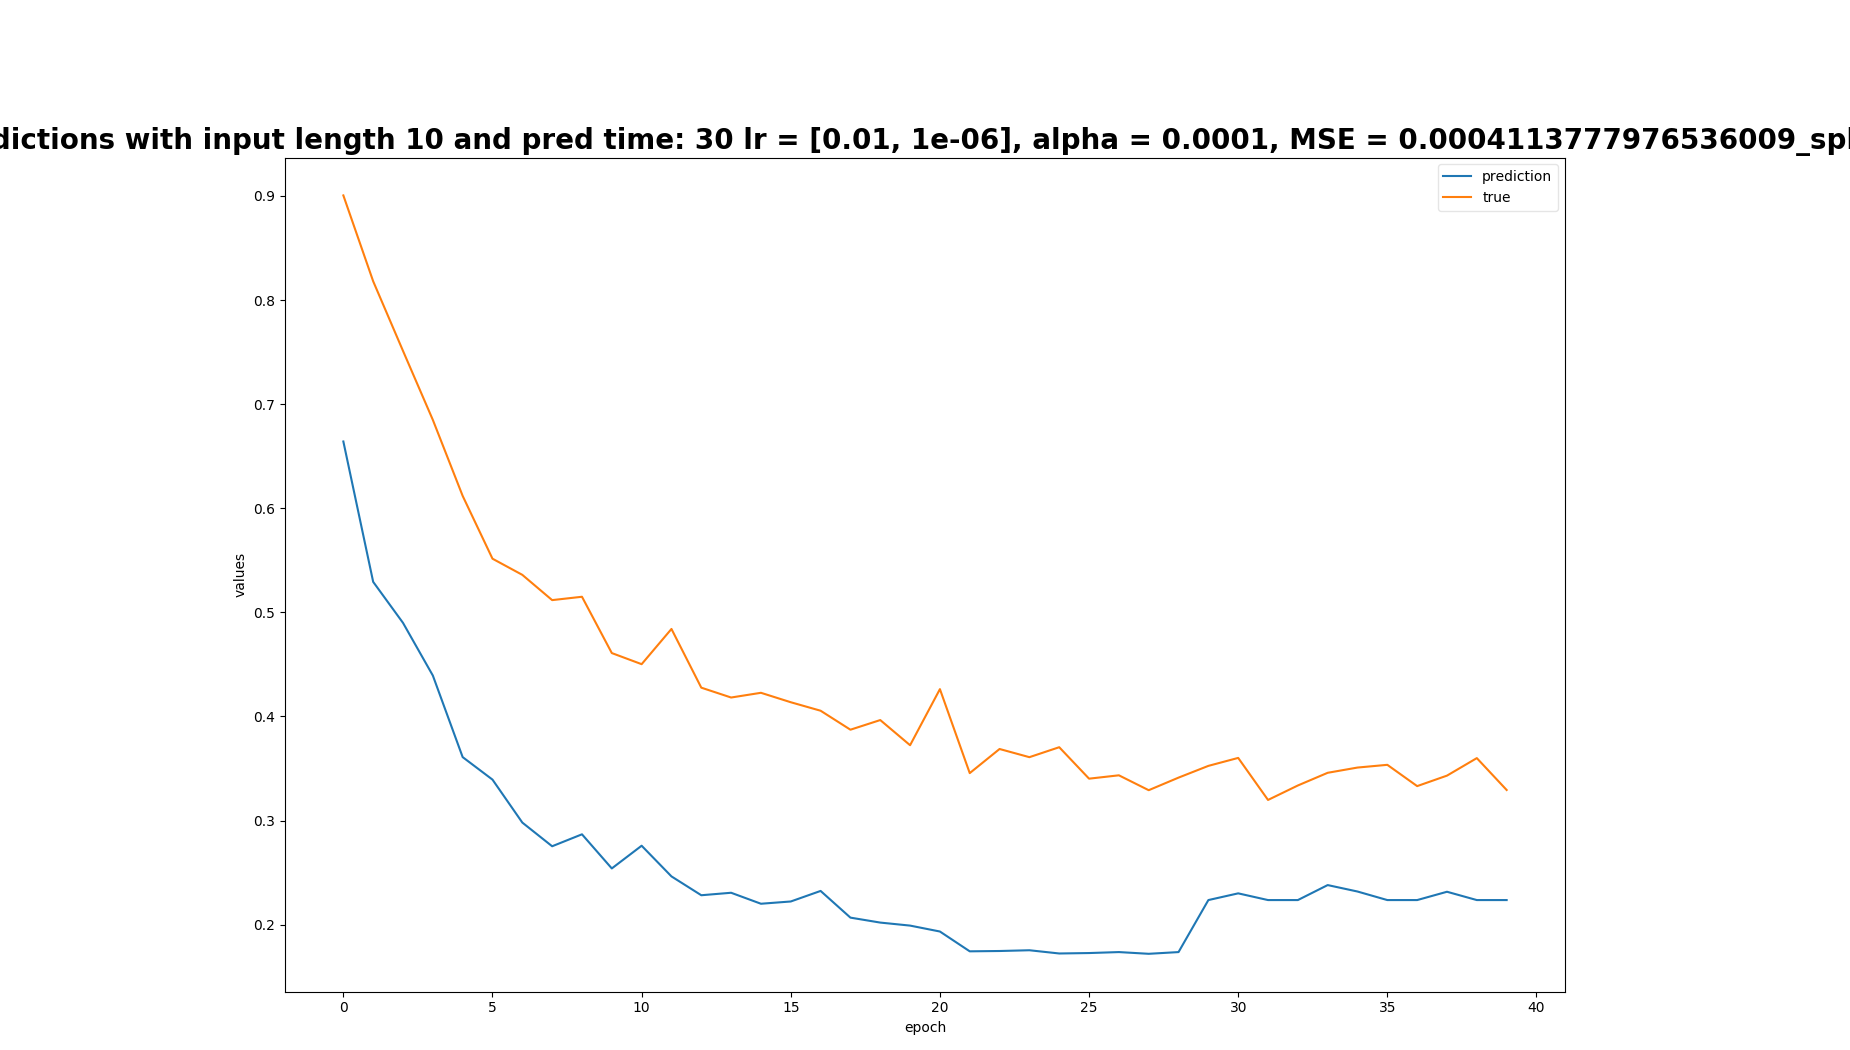 dictions with input length 10 and pred time: 30 lr = [0.01, 1e-06], alpha = 0.0001, MSE = 0.0004113777976536009_spl
prediction
true
0.9
0.8
0.7
0.6
0.5
0.4
0.3
0.2
values
0 5 10 15 20 25 30 35 40
epoch